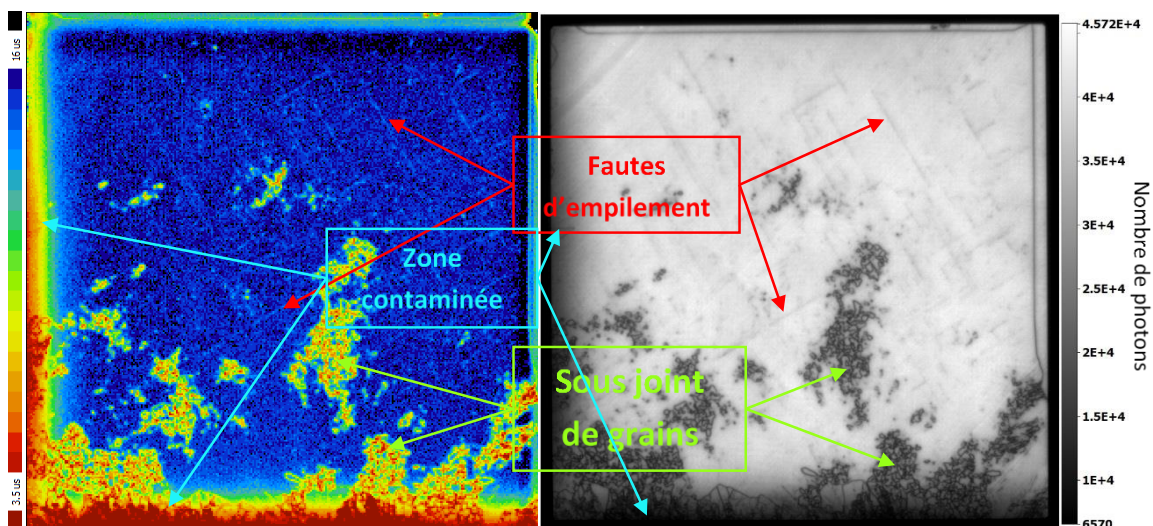 16 us
3.5 us
Fautes
d'empilement
Zone
contaminée
Sous joint
de grains
4.572E+4
4E+4
3.5E+4
3E+4
2.5E+4
2E+4
1.5E+4
1E+4
6570
Nombre de photons